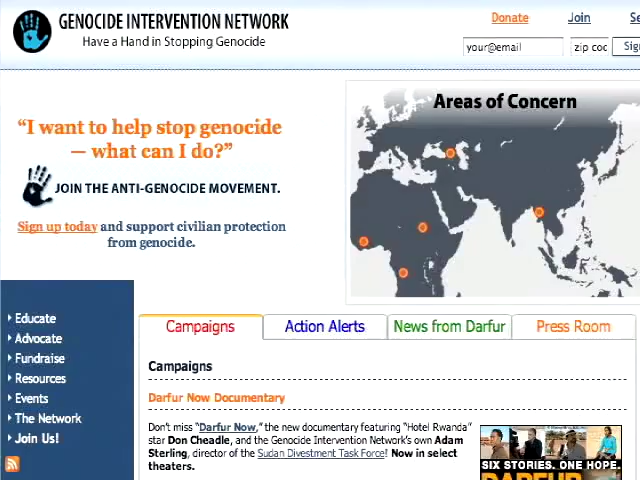 GENOCIDE INTERVENTION NETWORK
Have a Hand in Stopping Genocide
Donate Join
your@email zip
“I want to help stop genocide
— what can I do?”
JOIN THE ANTI-GENOCIDE MOVEMENT.
Sign up today and support civilian protection
from genocide.
Areas of Concern
Educate
Advocate
Fundraise
Resources
Events
The Network
Join Us!
Campaigns Action Alerts News from Darfur Press Room
Campaigns
Darfur Now Documentary
Don’t miss “Darfur Now,” the new documentary featuring “Hotel Rwanda”
star Don Cheadle, and the Genocide Intervention Network’s own Adam
Sterling, director of the Sudan Divestment Task Force! Now in select
theaters.
SIX STORIES. ONE HOPE.
DARFUR